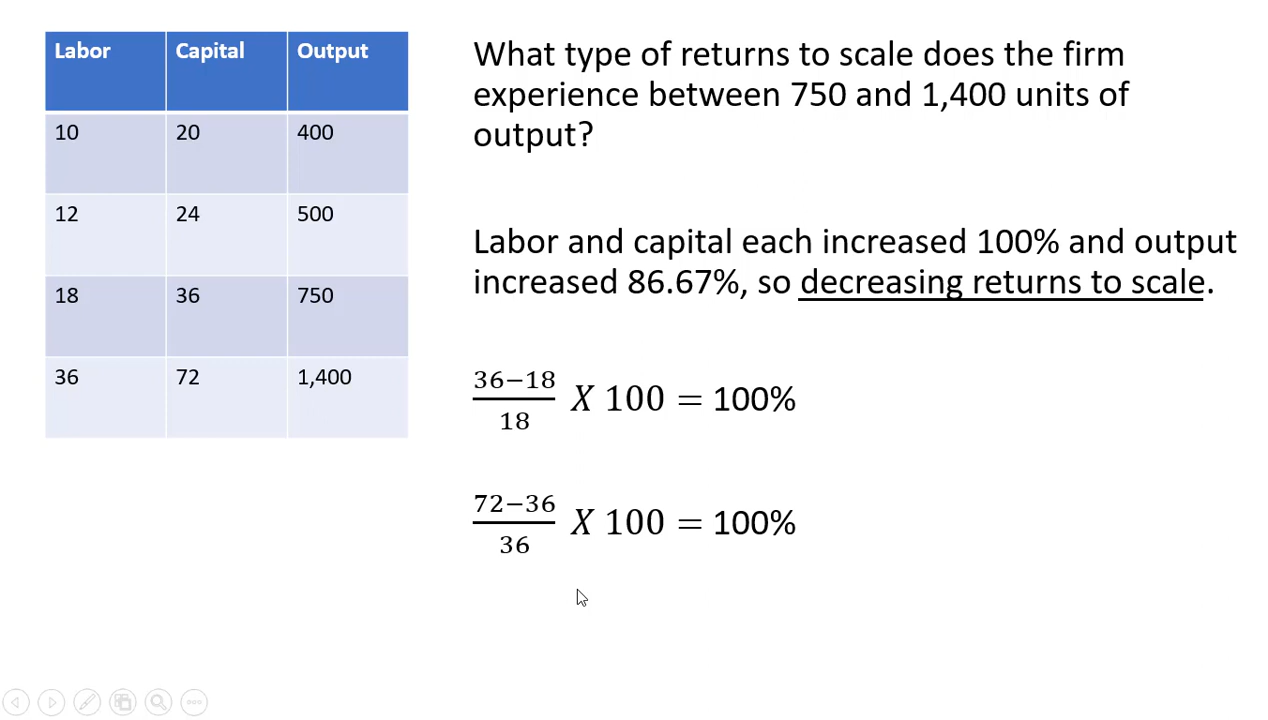 Labor Capital Output
10 20 400
12 24 500
18 36 750
36 72 1,400
What type of returns to scale does the firm
experience between 750 and 1,400 units of
output?
Labor and capital each increased 100% and output
increased 86.67%, so decreasing returns to scale.
36−18
18
X 100 = 100%
72−36
36
X 100 = 100%